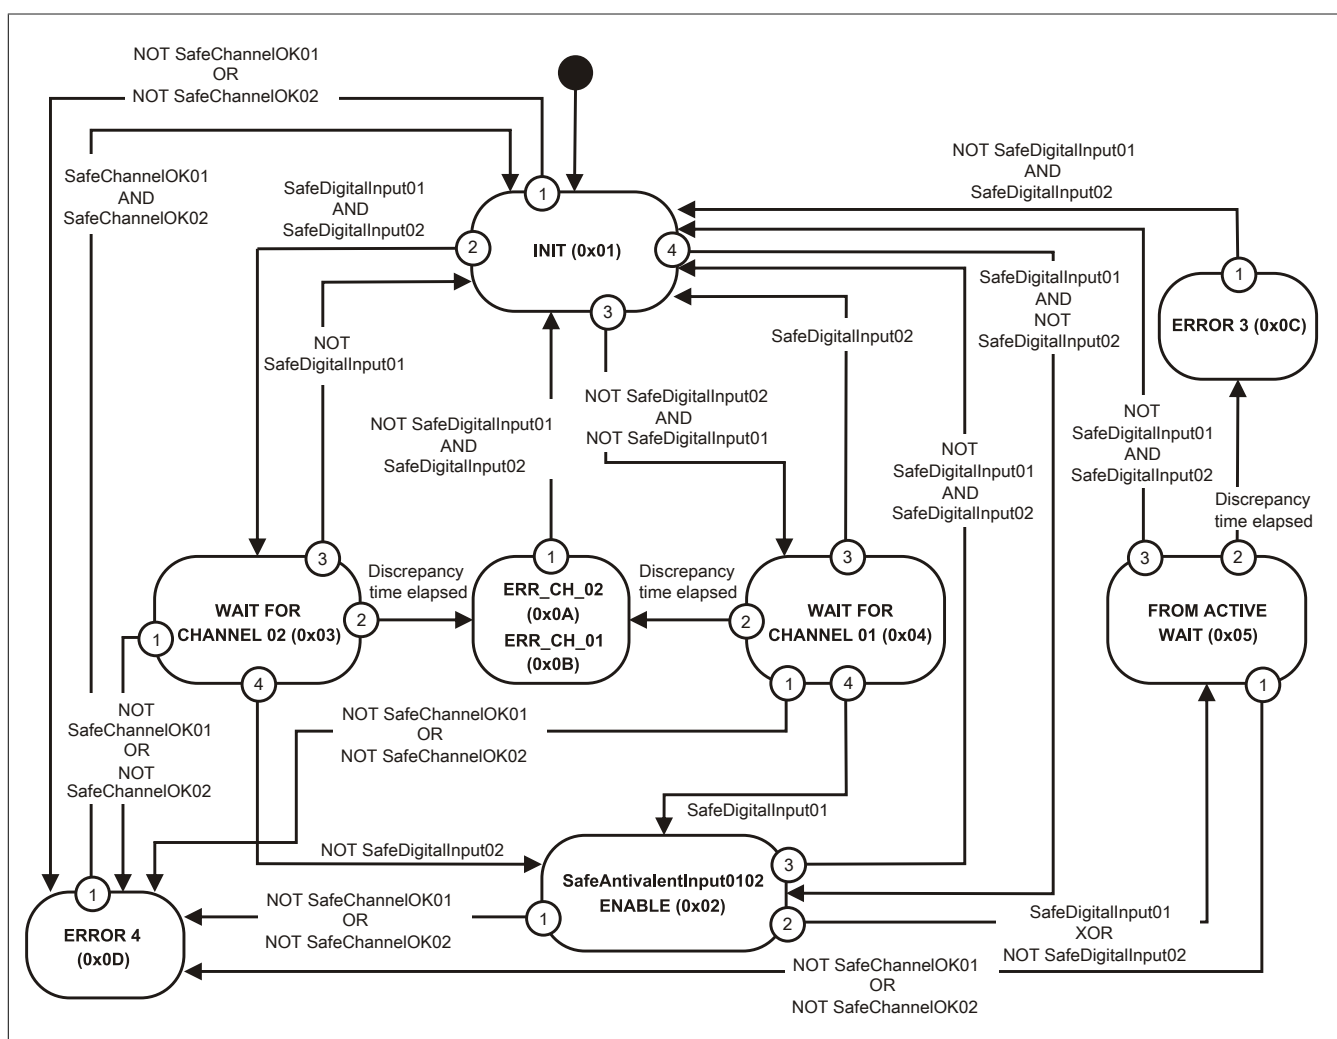 NOT SafeChannelOK01
OR
NOT SafeChannelOK02
SafeChannelOK01
AND
SafeChannelOK02
SafeDigitalInput01
AND
SafeDigitalInput02
1
2
INIT (0x01)
4
3
NOT SafeDigitalInput01
AND
SafeDigitalInput02
SafeDigitalInput01
AND
NOT
SafeDigitalInput02
1
ERROR 3 (0x0C)
NOT
SafeDigitalInput01
SafeDigitalInput02
NOT SafeDigitalInput01
AND
SafeDigitalInput02
NOT SafeDigitalInput02
AND
NOT SafeDigitalInput01
NOT
SafeDigitalInput01
AND
SafeDigitalInput02
NOT
SafeDigitalInput01
AND
SafeDigitalInput02
Discrepancy
time elapsed
3
WAIT FOR
CHANNEL 02 (0x03)
1
2
4
Discrepancy
time elapsed
1
ERR_CH_02
(0x0A)
ERR_CH_01
(0x0B)
Discrepancy
time elapsed
3
2
WAIT FOR
CHANNEL 01 (0x04)
1
4
3
2
FROM ACTIVE
WAIT (0x05)
1
NOT
SafeChannelOK01
OR
NOT
SafeChannelOK02
NOT SafeChannelOK01
OR
NOT SafeChannelOK02
SafeDigitalInput01
NOT SafeDigitalInput02
1
ERROR 4
(0x0D)
NOT SafeChannelOK01
OR
NOT SafeChannelOK02
3
SafeAntivalentInput0102
ENABLE (0x02)
1
2
SafeDigitalInput01
XOR
NOT SafeDigitalInput02
NOT SafeChannelOK01
OR
NOT SafeChannelOK02